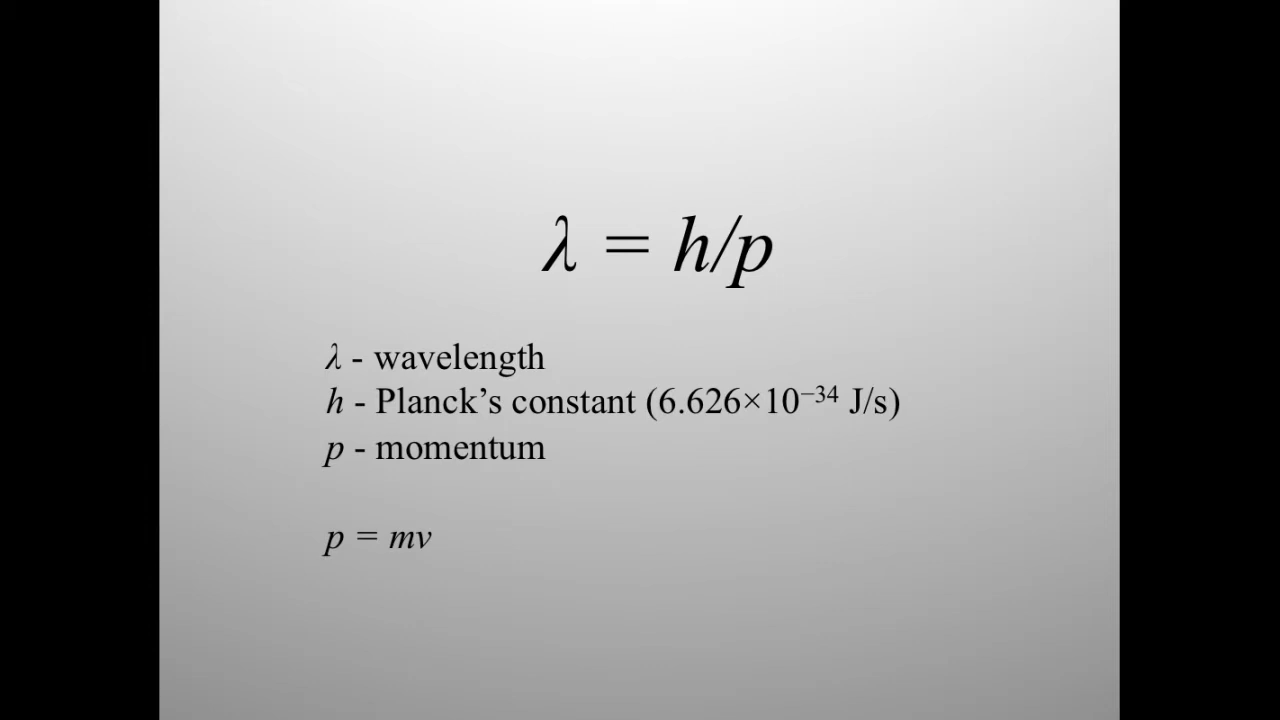 λ = h/p
λ - wavelength
h - Planck’s constant (6.626×10⁻³⁴ J/s)
p - momentum
p = mv